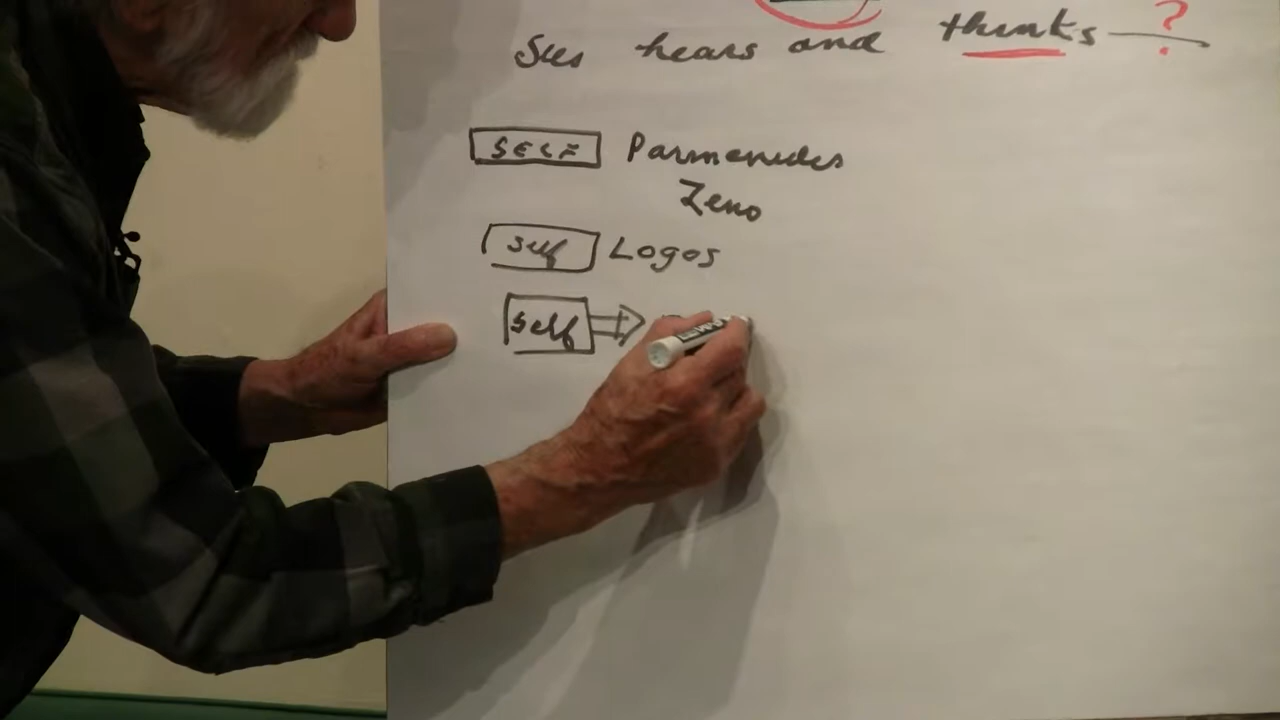 Sees hears and thinks — ?
SELF Parmenides
Zeno
self Logos
self